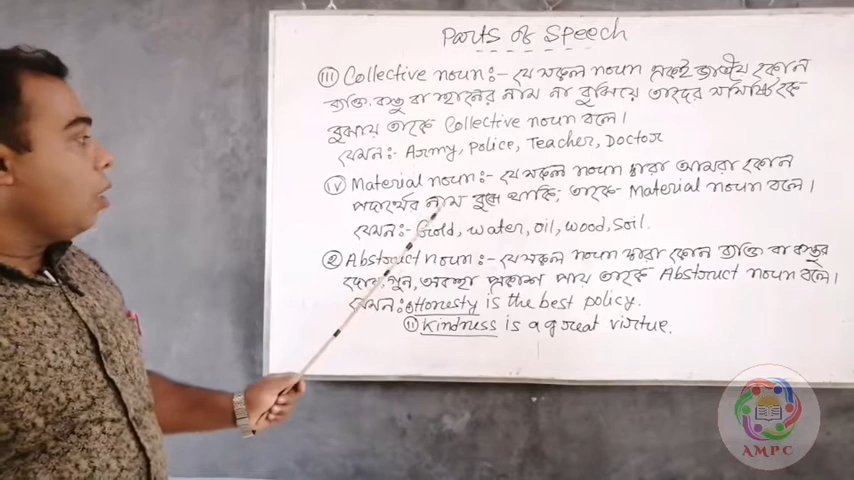 Parts of Speech
(iii) Collective noun:- যে সকল noun একই জাতীয় কোন
ব্যক্তি, বস্তু বা স্থানের নাম না বুঝিয়ে তাদের সমষ্টিকে
বুঝায় তাকে Collective noun বলে।
যেমন:- Army, Police, Teacher, Doctor
(iv) Material noun:- যে সকল noun দ্বারা আমরা কোন
পদার্থের নাম বুঝে থাকি, তাকে Material noun বলে।
যেমন:- Gold, water, oil, wood, soil.
(2) Abstruct noun:- যে সকল noun দ্বারা কোন ব্যক্তি বা বস্তুর
দোষ, গুন, অবস্থা প্রকাশ পায় তাকে Abstruct noun বলে।
যেমন: Honesty is the best policy.
(ii) Kindness is a great virtue.
AMPC